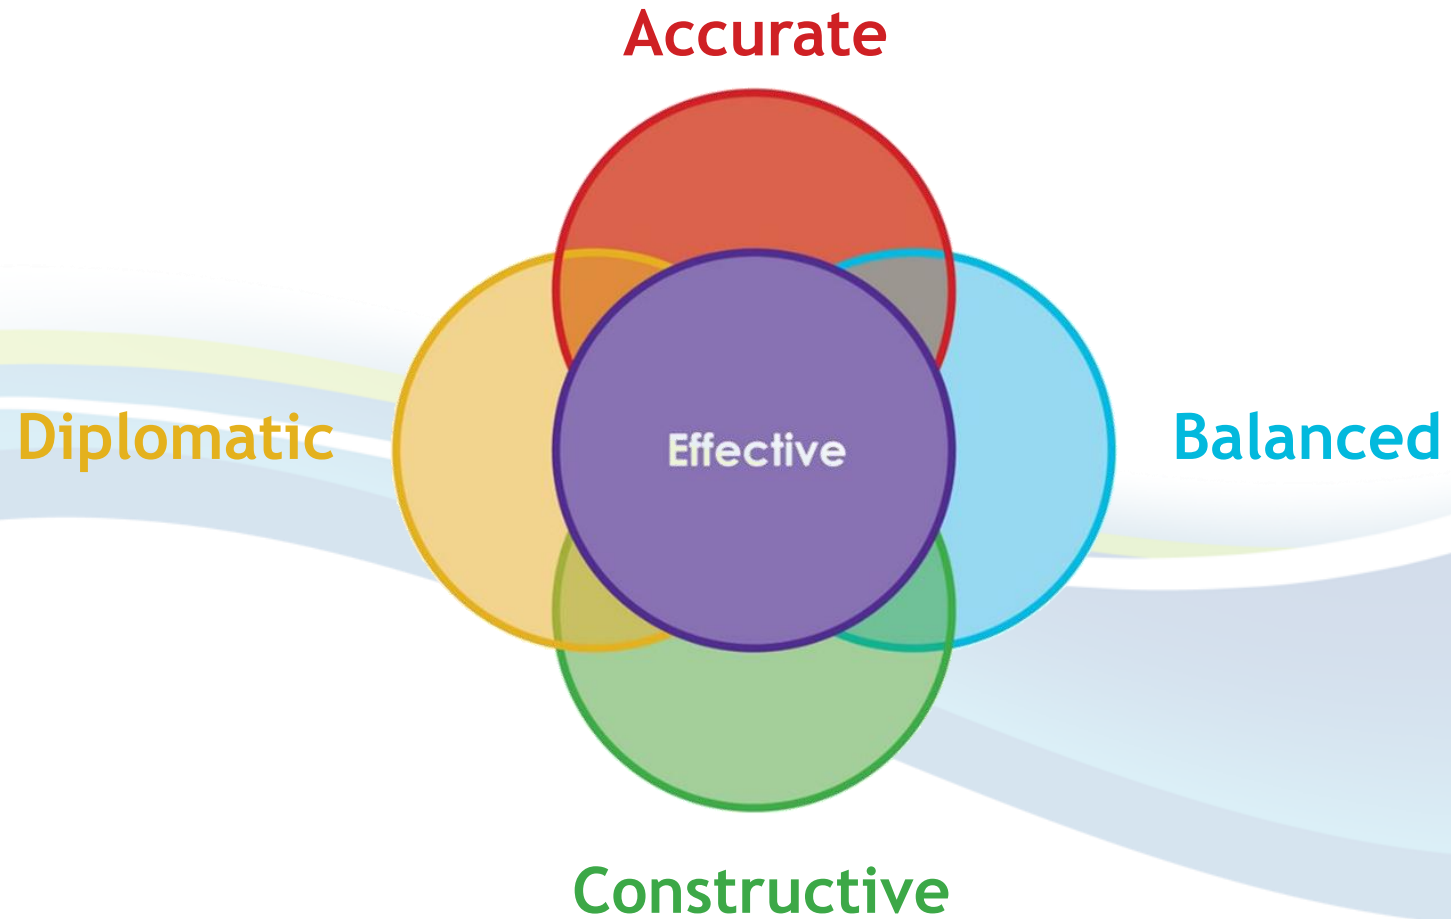 Accurate
Diplomatic
Effective
Balanced
Constructive